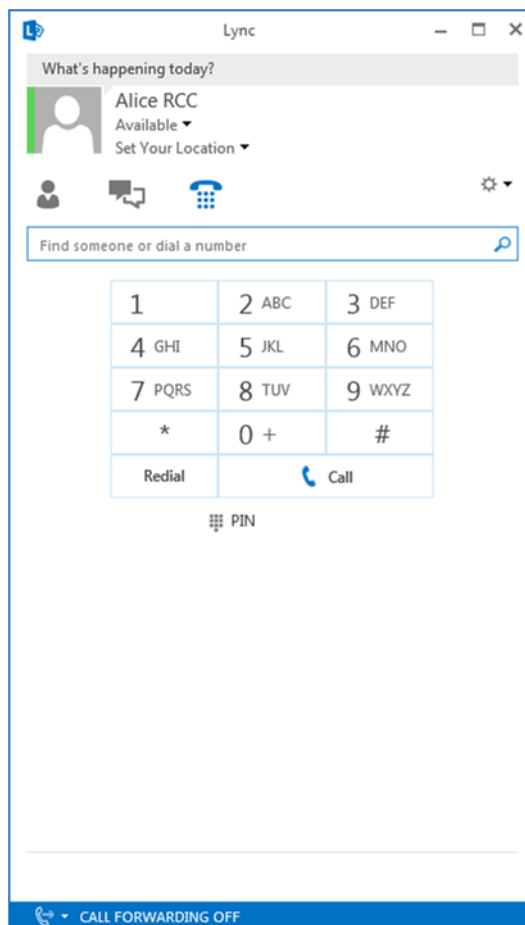 Lync
What's happening today?
Alice RCC
Available
Set Your Location
Find someone or dial a number
1 2 ABC 3 DEF
4 GHI 5 JKL 6 MNO
7 PQRS 8 TUV 9 WXYZ
* 0 + #
Redial Call
PIN
CALL FORWARDING OFF